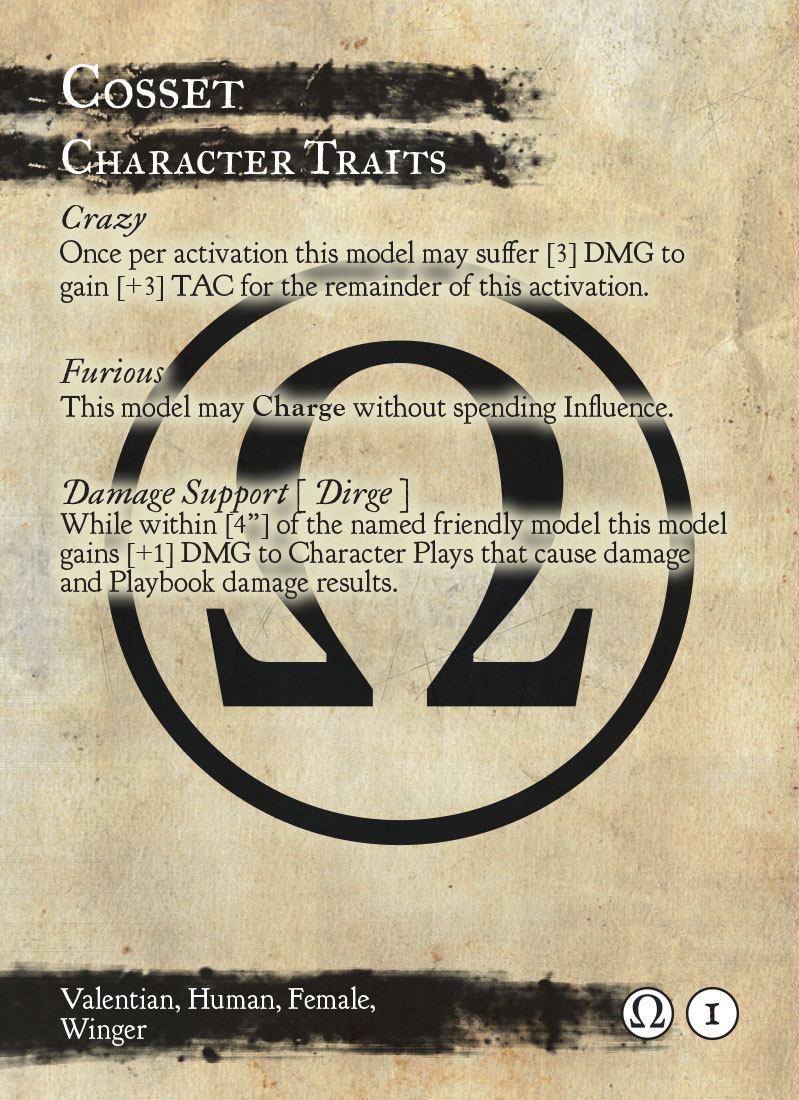 Cosset
Character Traits
Crazy
Once per activation this model may suffer [3] DMG to
gain [+3] TAC for the remainder of this activation.
Furious
This model may Charge without spending Influence.
Damage Support [ Dirge ]
While within [4”] of the named friendly model this model
gains [+1] DMG to Character Plays that cause damage
and Playbook damage results.
Ω
Valentian, Human, Female,
Winger
Ω 1